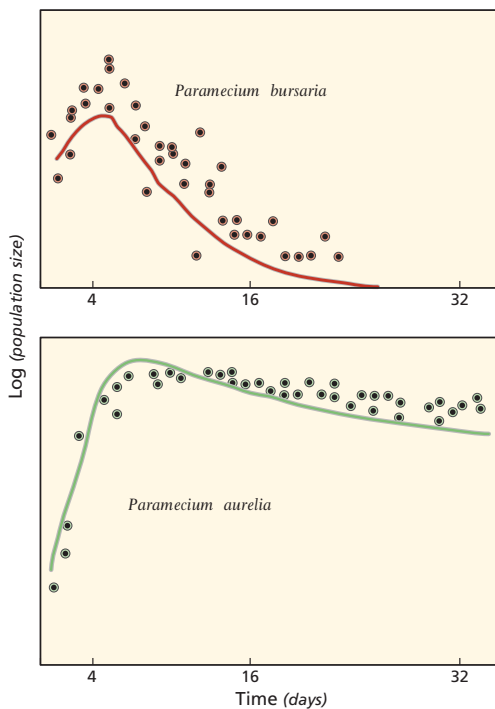 Paramecium bursaria
4 16 32
Log (population size)
Paramecium aurelia
4 16 32
Time (days)